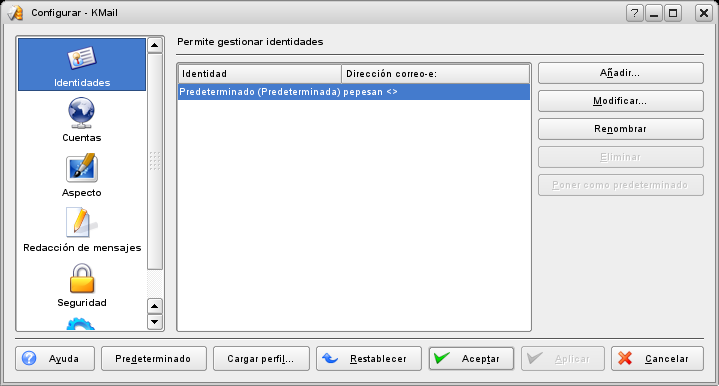 Configurar - KMail
Identidades
Cuentas
Aspecto
Redacción de mensajes
Seguridad
Permite gestionar identidades
Identidad Dirección correo-e:
Predeterminado (Predeterminada) pepesan <>
Añadir...
Modificar...
Renombrar
Eliminar
Poner como predeterminado
Ayuda Predeterminado Cargar perfil... Restablecer Aceptar Aplicar Cancelar